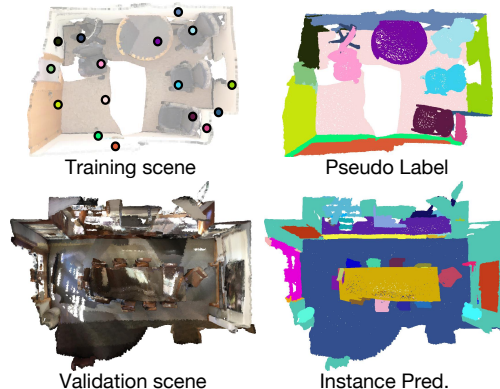 Training scene
Pseudo Label
Validation scene
Instance Pred.